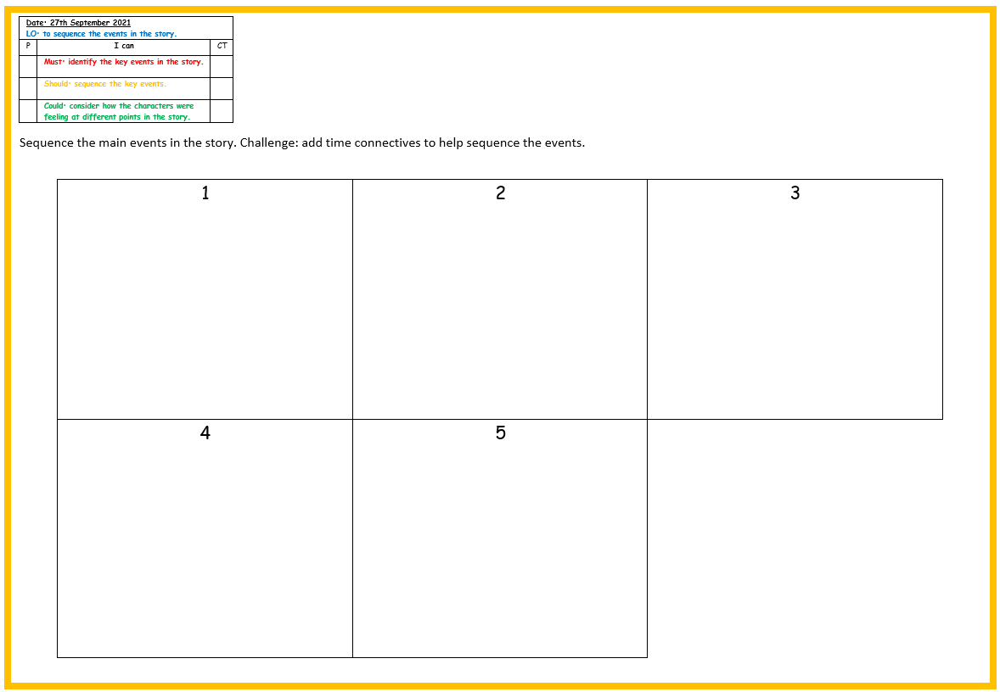 Date: 27th September 2021
LO: to sequence the events in the story.
P I can CT
Must: identify the key events in the story.
Should: sequence the key events.
Could: consider how the characters were
feeling at different points in the story.
Sequence the main events in the story. Challenge: add time connectives to help sequence the events.
1 2 3
4 5